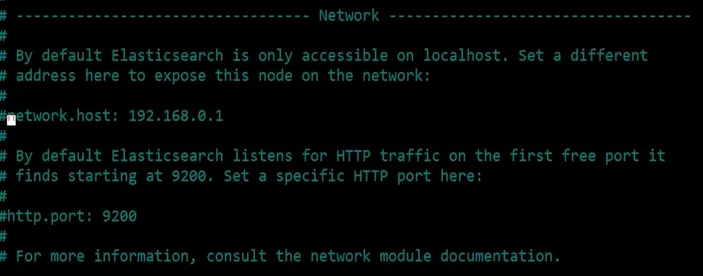 # ---------------------------------- Network -----------------------------------
#
# By default Elasticsearch is only accessible on localhost. Set a different
# address here to expose this node on the network:
#
#network.host: 192.168.0.1
#
# By default Elasticsearch listens for HTTP traffic on the first free port it
# finds starting at 9200. Set a specific HTTP port here:
#
#http.port: 9200
#
# For more information, consult the network module documentation.